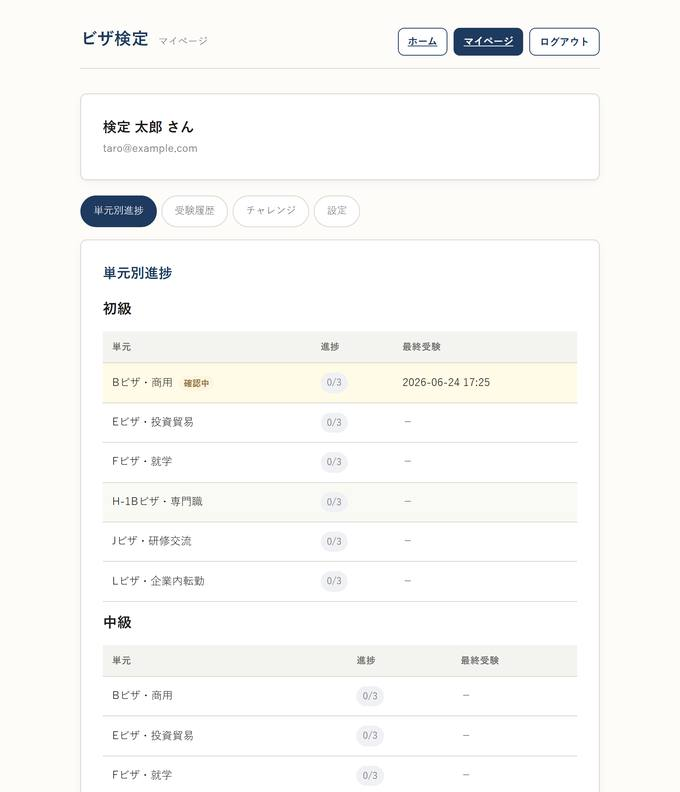 ビザ検定 マイページ ホーム マイページ ログアウト
検定 太郎 さん
taro@example.com
単元別進捗 受験履歴 チャレンジ 設定
単元別進捗
初級
単元 進捗 最終受験
Bビザ・商用 確認中 0/3 2026-06-24 17:25
Eビザ・投資貿易 0/3 —
Fビザ・就学 0/3 —
H-1Bビザ・専門職 0/3 —
Jビザ・研修交流 0/3 —
Lビザ・企業内転勤 0/3 —
中級
単元 進捗 最終受験
Bビザ・商用 0/3 —
Eビザ・投資貿易 0/3 —
Fビザ・就学 0/3 —